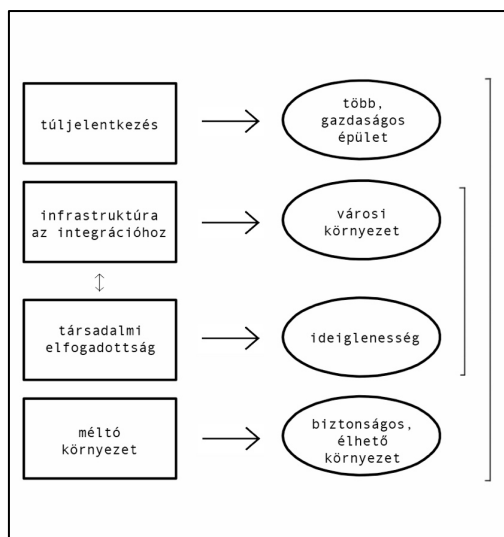 túljelentkezés
több,
gazdaságos
épület
infrastruktúra
az integrációhoz
városi
környezet
társadalmi
elfogadottság
ideiglenesség
méltó
környezet
biztonságos,
élhető
környezet